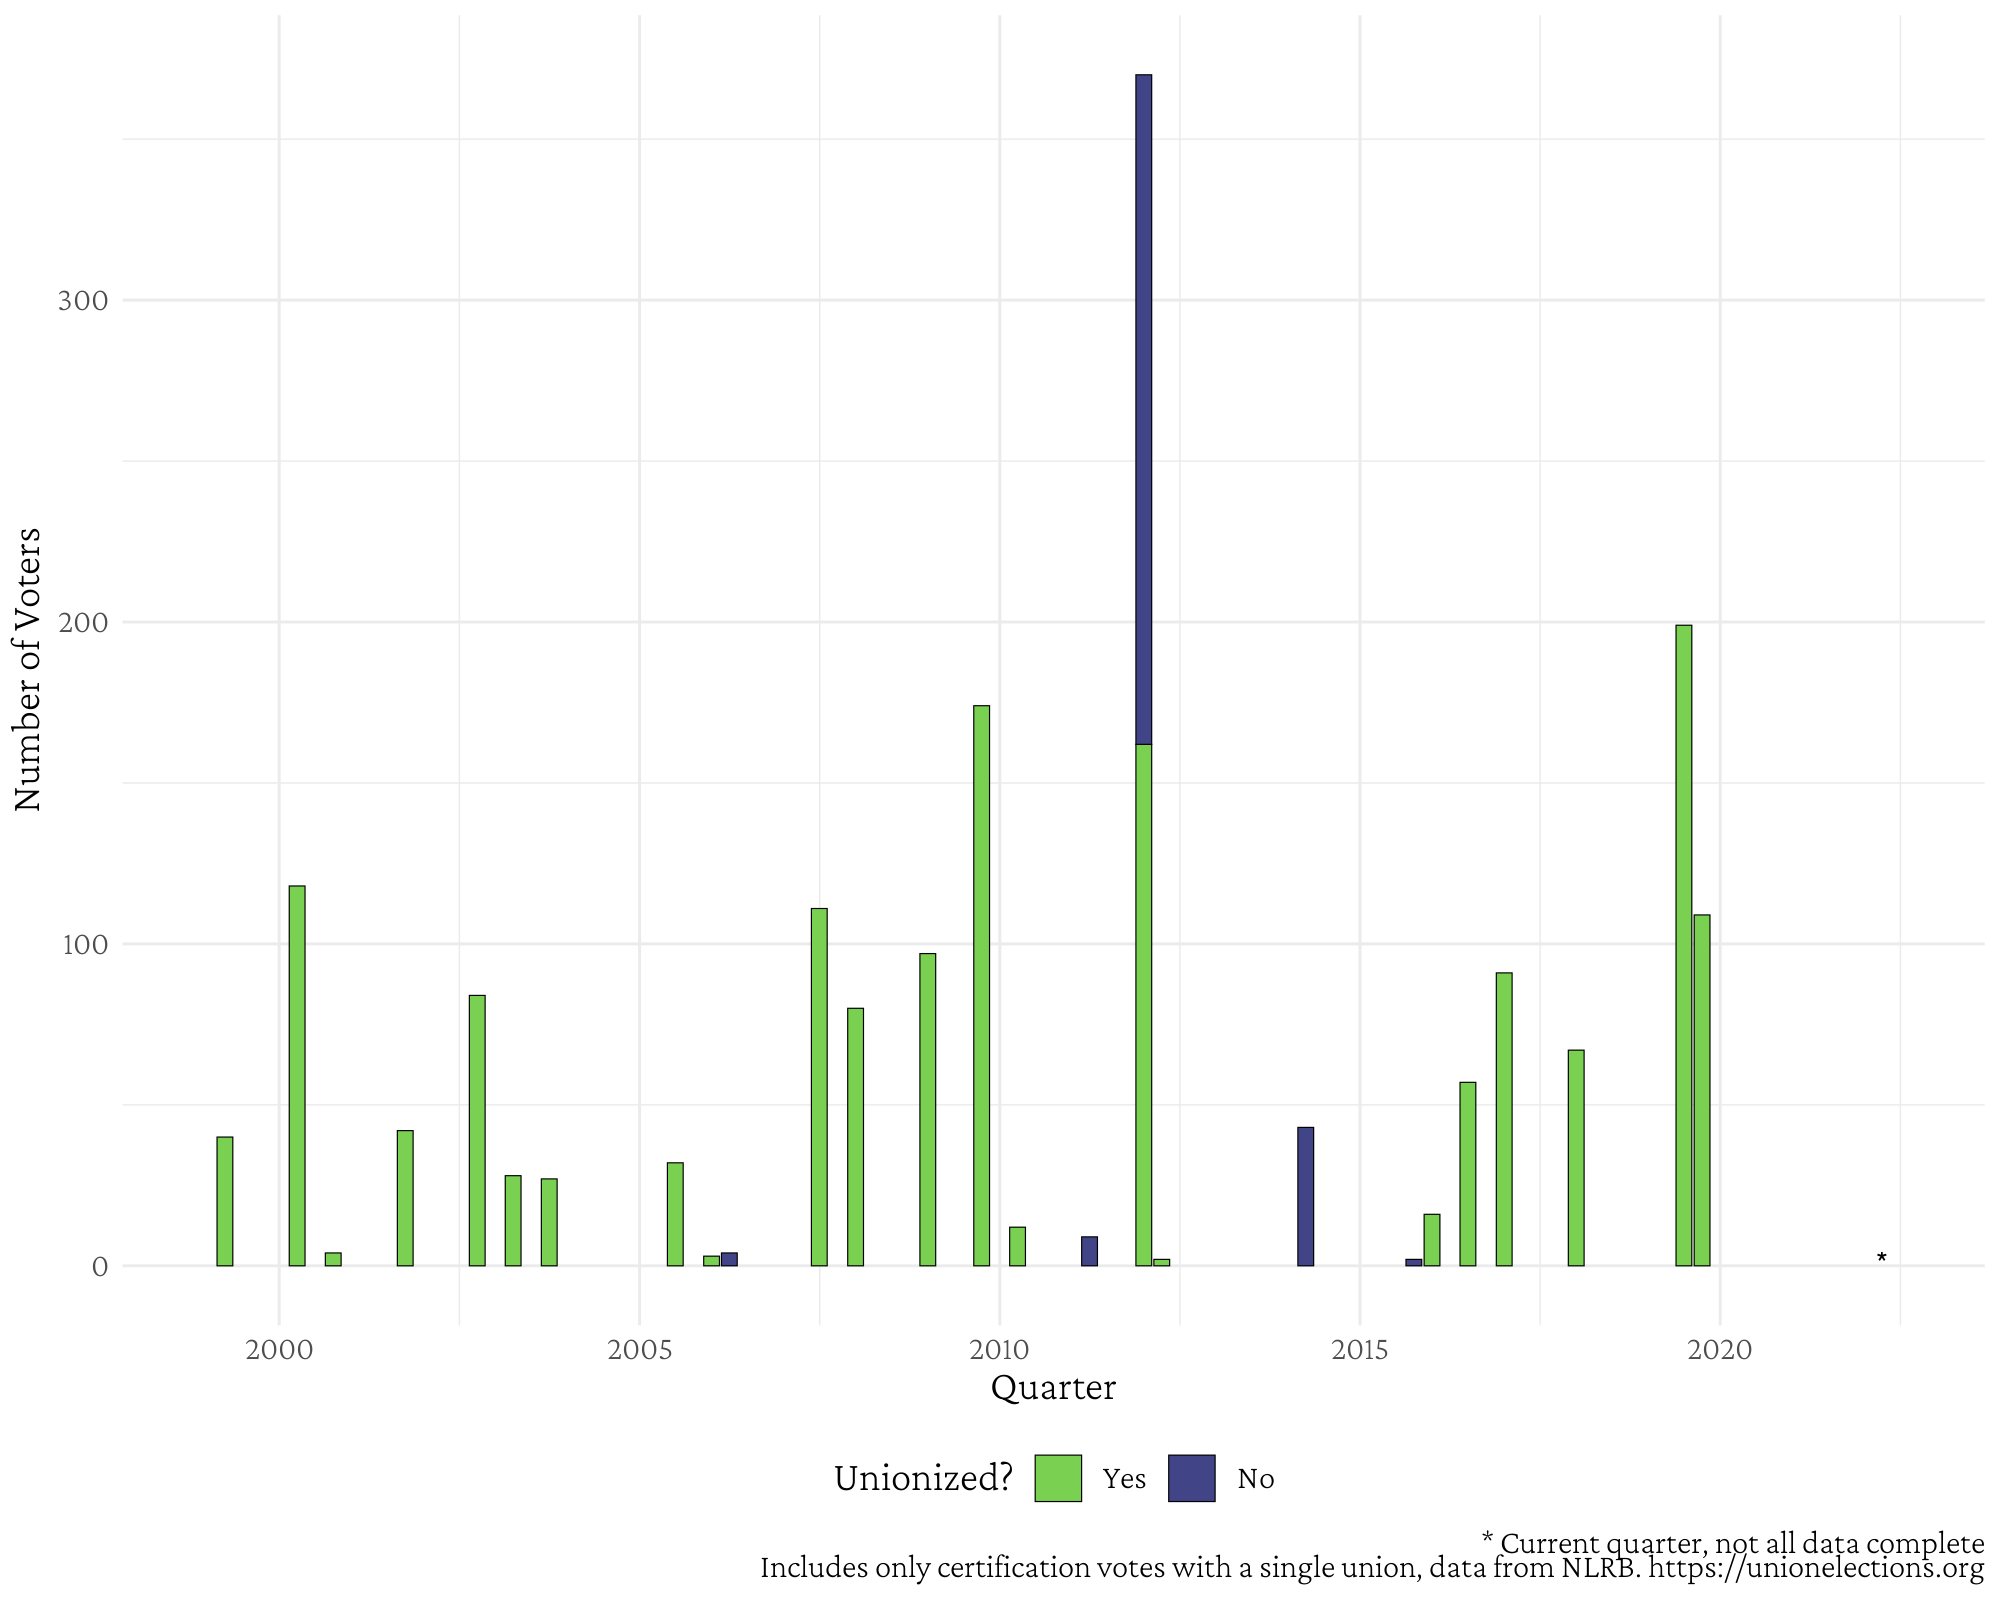 Number of Voters
300
200
100
0
*
2000 2005 2010 2015 2020
Quarter
Unionized? Yes No
* Current quarter, not all data complete
Includes only certification votes with a single union, data from NLRB. https://unionelections.org